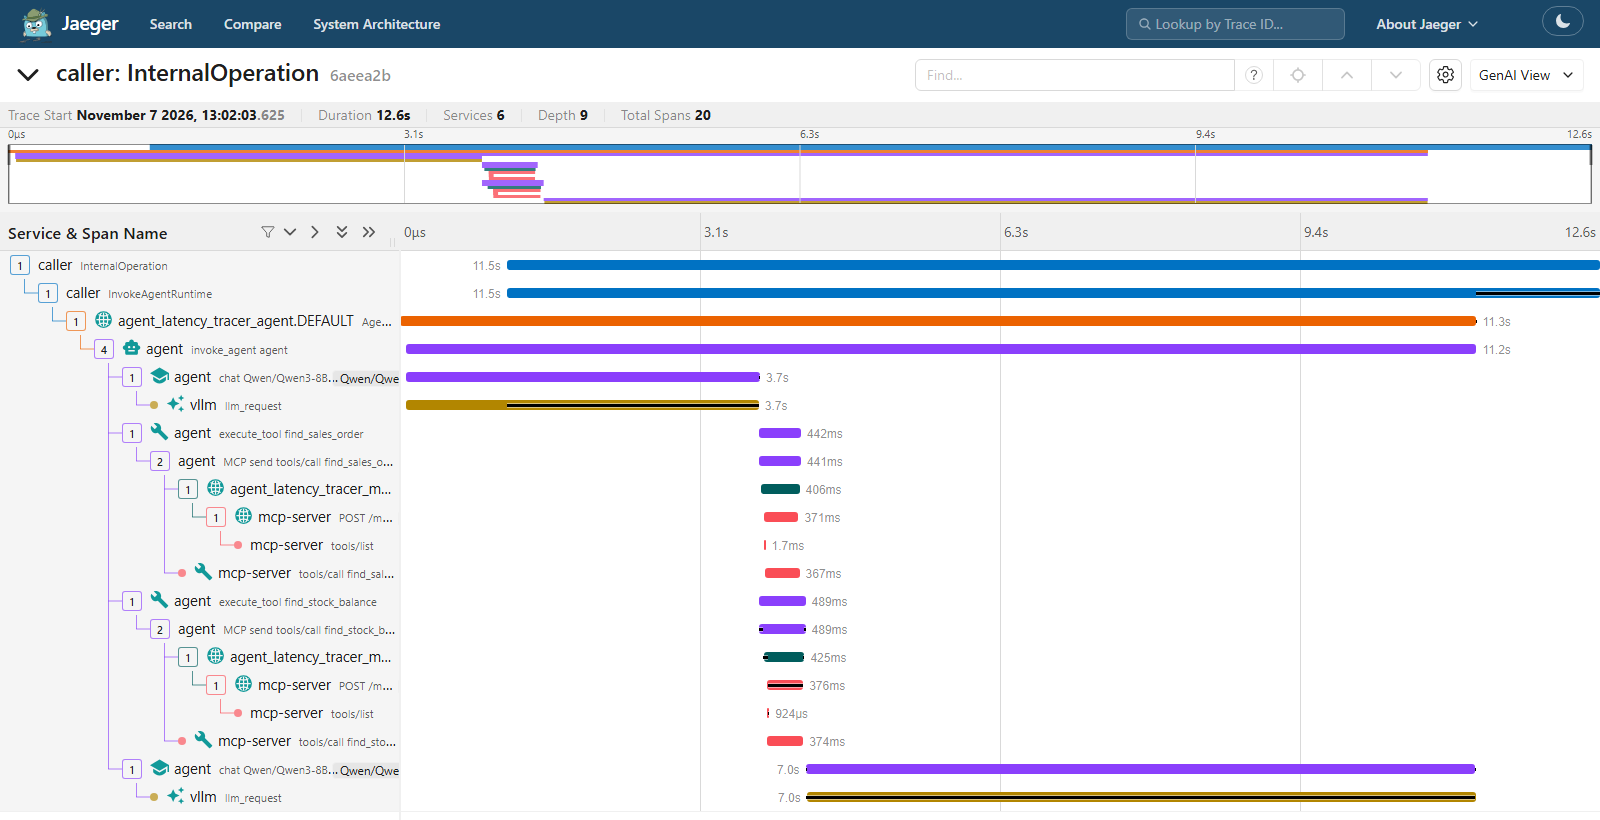 Jaeger Search Compare System Architecture Lookup by Trace ID... About Jaeger
caller: InternalOperation 6aeea2b Find... ? GenAI View
Trace Start November 7 2026, 13:02:03.625 Duration 12.6s Services 6 Depth 9 Total Spans 20
0μs 3.1s 6.3s 9.4s 12.6s
Service & Span Name 0μs 3.1s 6.3s 9.4s 12.6s
1 caller InternalOperation 11.5s
1 caller InvokeAgentRuntime 11.5s
1 agent_latency_tracer_agent.DEFAULT Age... 11.3s
4 agent invoke_agent agent 11.2s
1 agent chat Qwen/Qwen3-8B... Qwen/Qwe 3.7s
vllm llm_request 3.7s
1 agent execute_tool find_sales_order 442ms
2 agent MCP send tools/call find_sales_o... 441ms
1 agent_latency_tracer_m... 406ms
1 mcp-server POST /m... 371ms
mcp-server tools/list 1.7ms
mcp-server tools/call find_sal... 367ms
1 agent execute_tool find_stock_balance 489ms
2 agent MCP send tools/call find_stock_b... 489ms
1 agent_latency_tracer_m... 425ms
1 mcp-server POST /m... 376ms
mcp-server tools/list 924μs
mcp-server tools/call find_sto... 374ms
1 agent chat Qwen/Qwen3-8B... Qwen/Qwe 7.0s
vllm llm_request 7.0s